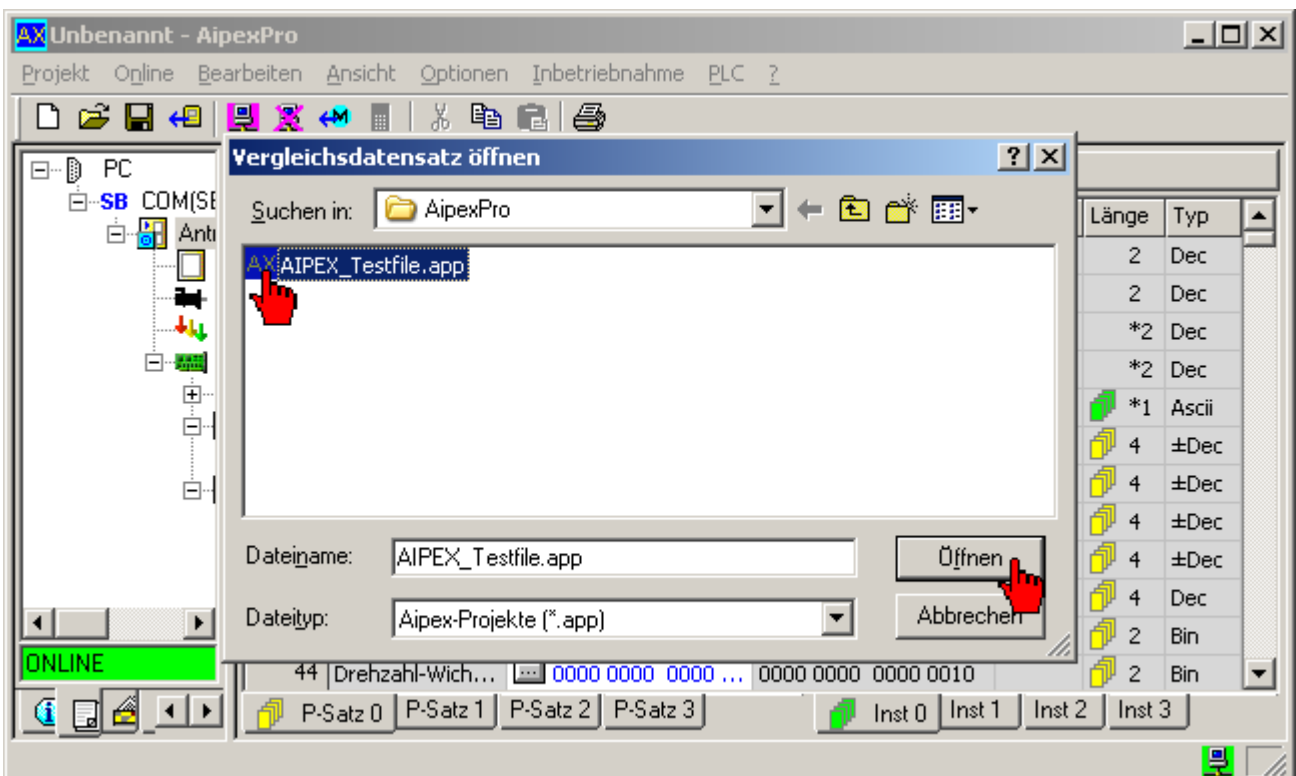 AX Unbenannt - AipexPro
Projekt Online Bearbeiten Ansicht Optionen Inbetriebnahme PLC ?
Vergleichsdatensatz öffnen
PC
SB COM(SE
Suchen in: AipexPro
Länge Typ
Antr
AX AIPEX_Testfile.app
2 Dec
2 Dec
*2 Dec
*2 Dec
*1 Ascii
4 ±Dec
4 ±Dec
4 ±Dec
4 ±Dec
4 Dec
2 Bin
2 Bin
Dateiname: AIPEX_Testfile.app Öffnen
Dateityp: Aipex-Projekte (*.app) Abbrechen
ONLINE
44 Drehzahl-Wich... 0000 0000 0000 ... 0000 0000 0000 0010
P-Satz 0 P-Satz 1 P-Satz 2 P-Satz 3 Inst 0 Inst 1 Inst 2 Inst 3